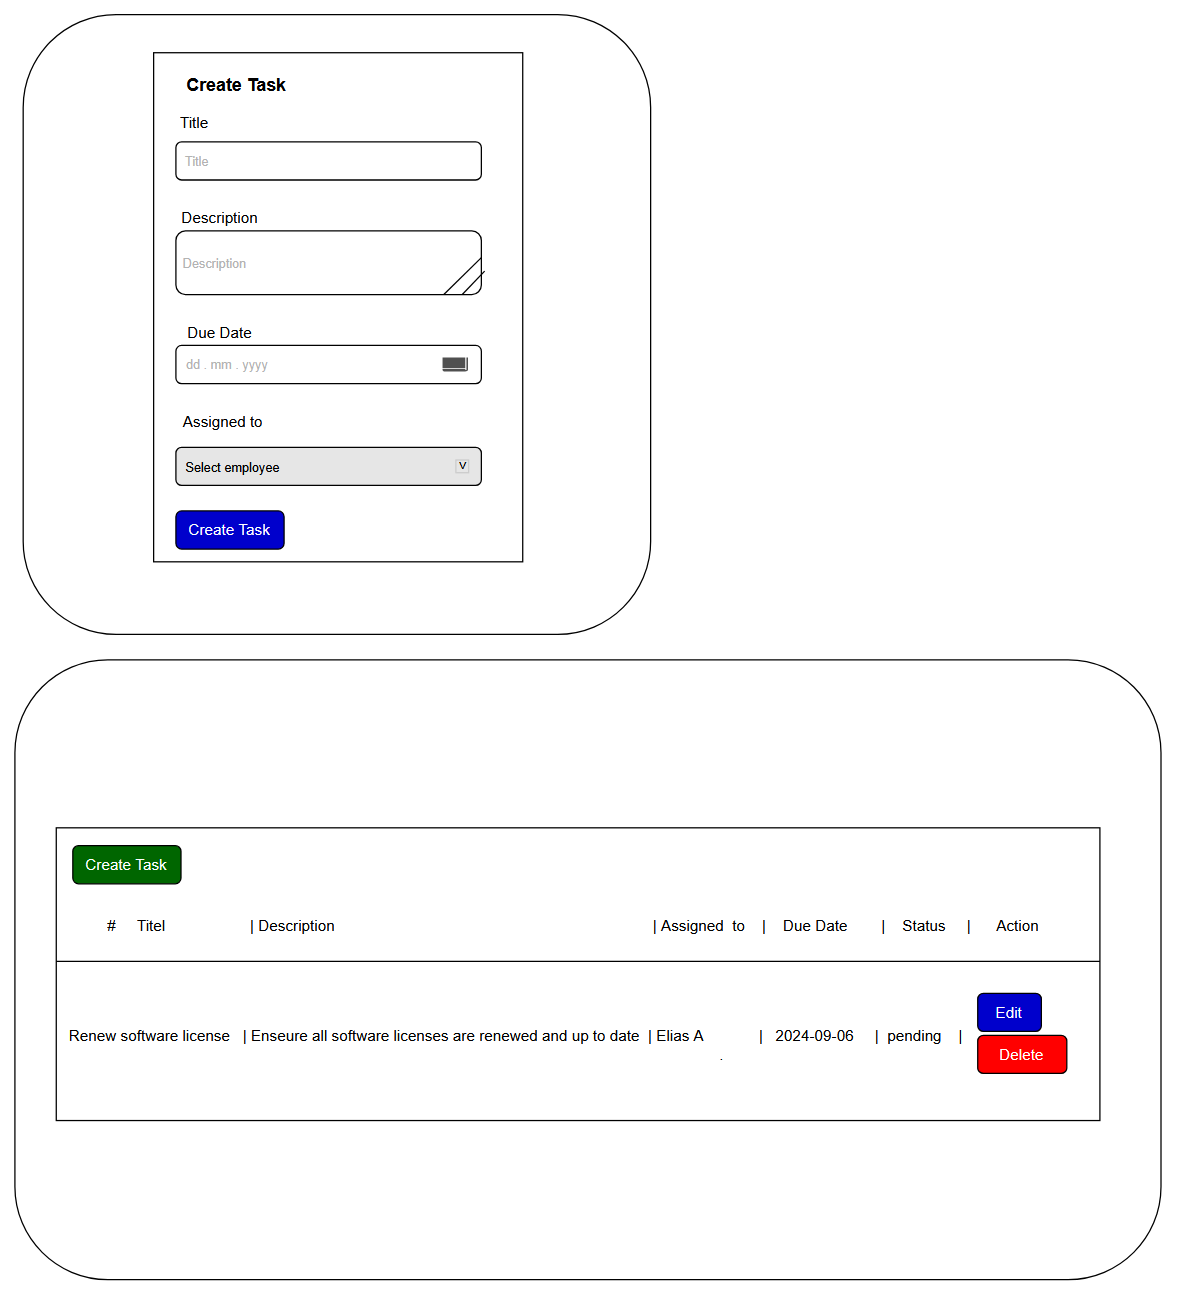 Create Task
Title
Title
Description
Description
Due Date
dd . mm . yyyy
Assigned to
Select employee V
Create Task
Create Task
# Titel | Description | Assigned to | Due Date | Status | Action
Edit
Renew software license | Enseure all software licenses are renewed and up to date | Elias A | 2024-09-06 | pending |
.
Delete